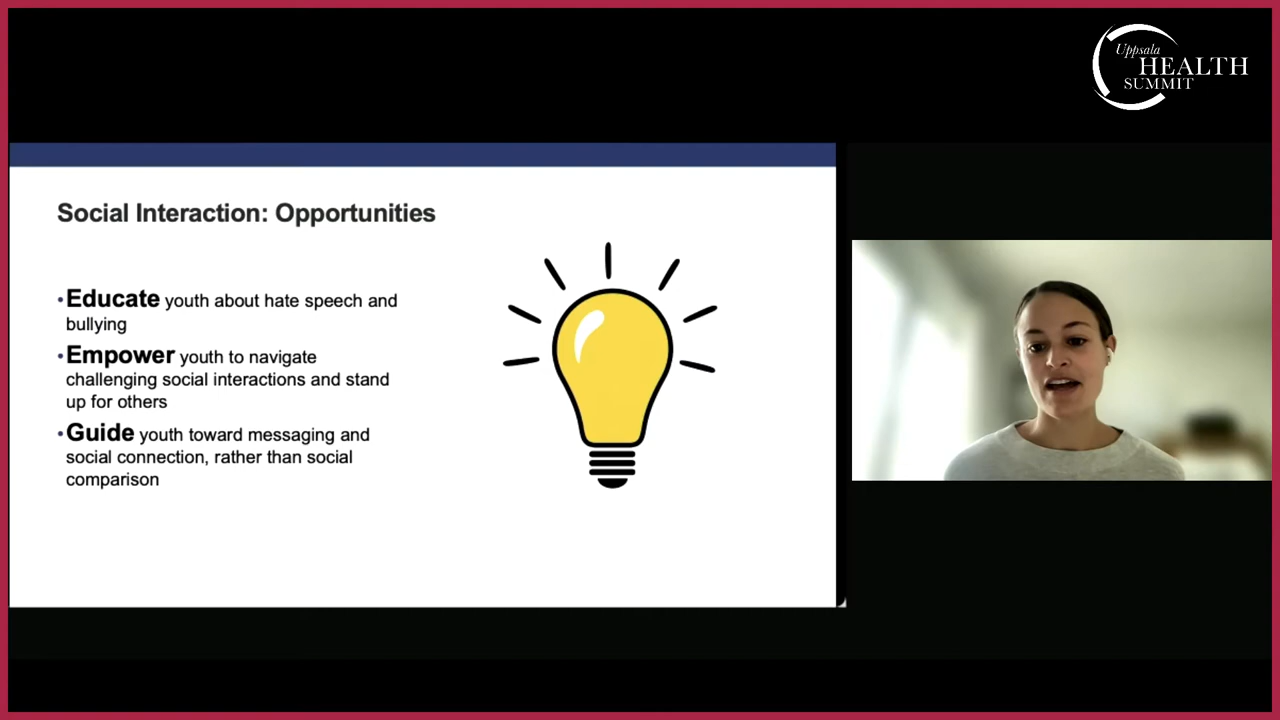 Uppsala
HEALTH
SUMMIT
Social Interaction: Opportunities
•Educate youth about hate speech and
bullying
•Empower youth to navigate
challenging social interactions and stand
up for others
•Guide youth toward messaging and
social connection, rather than social
comparison